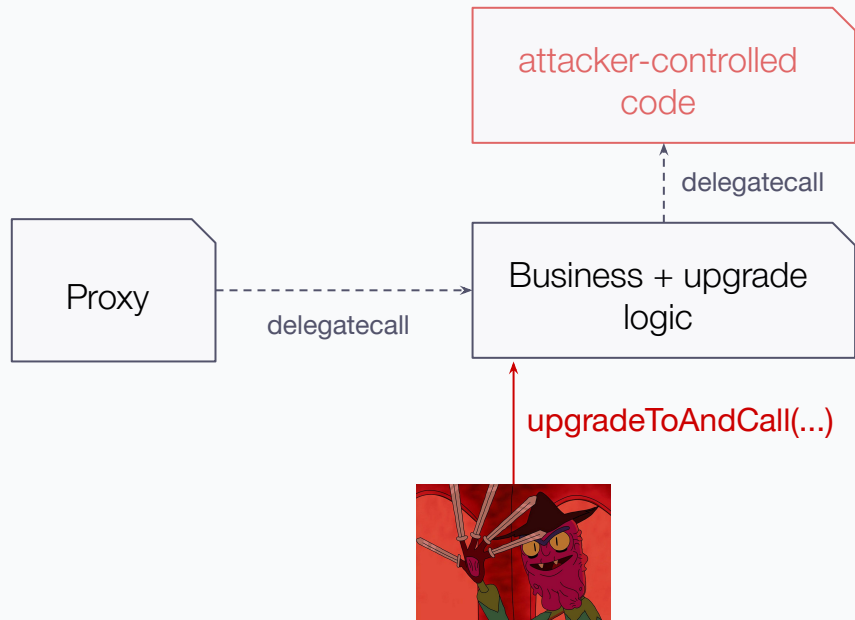 attacker-controlled
code
delegatecall
Proxy
delegatecall
Business + upgrade
logic
upgradeToAndCall(...)